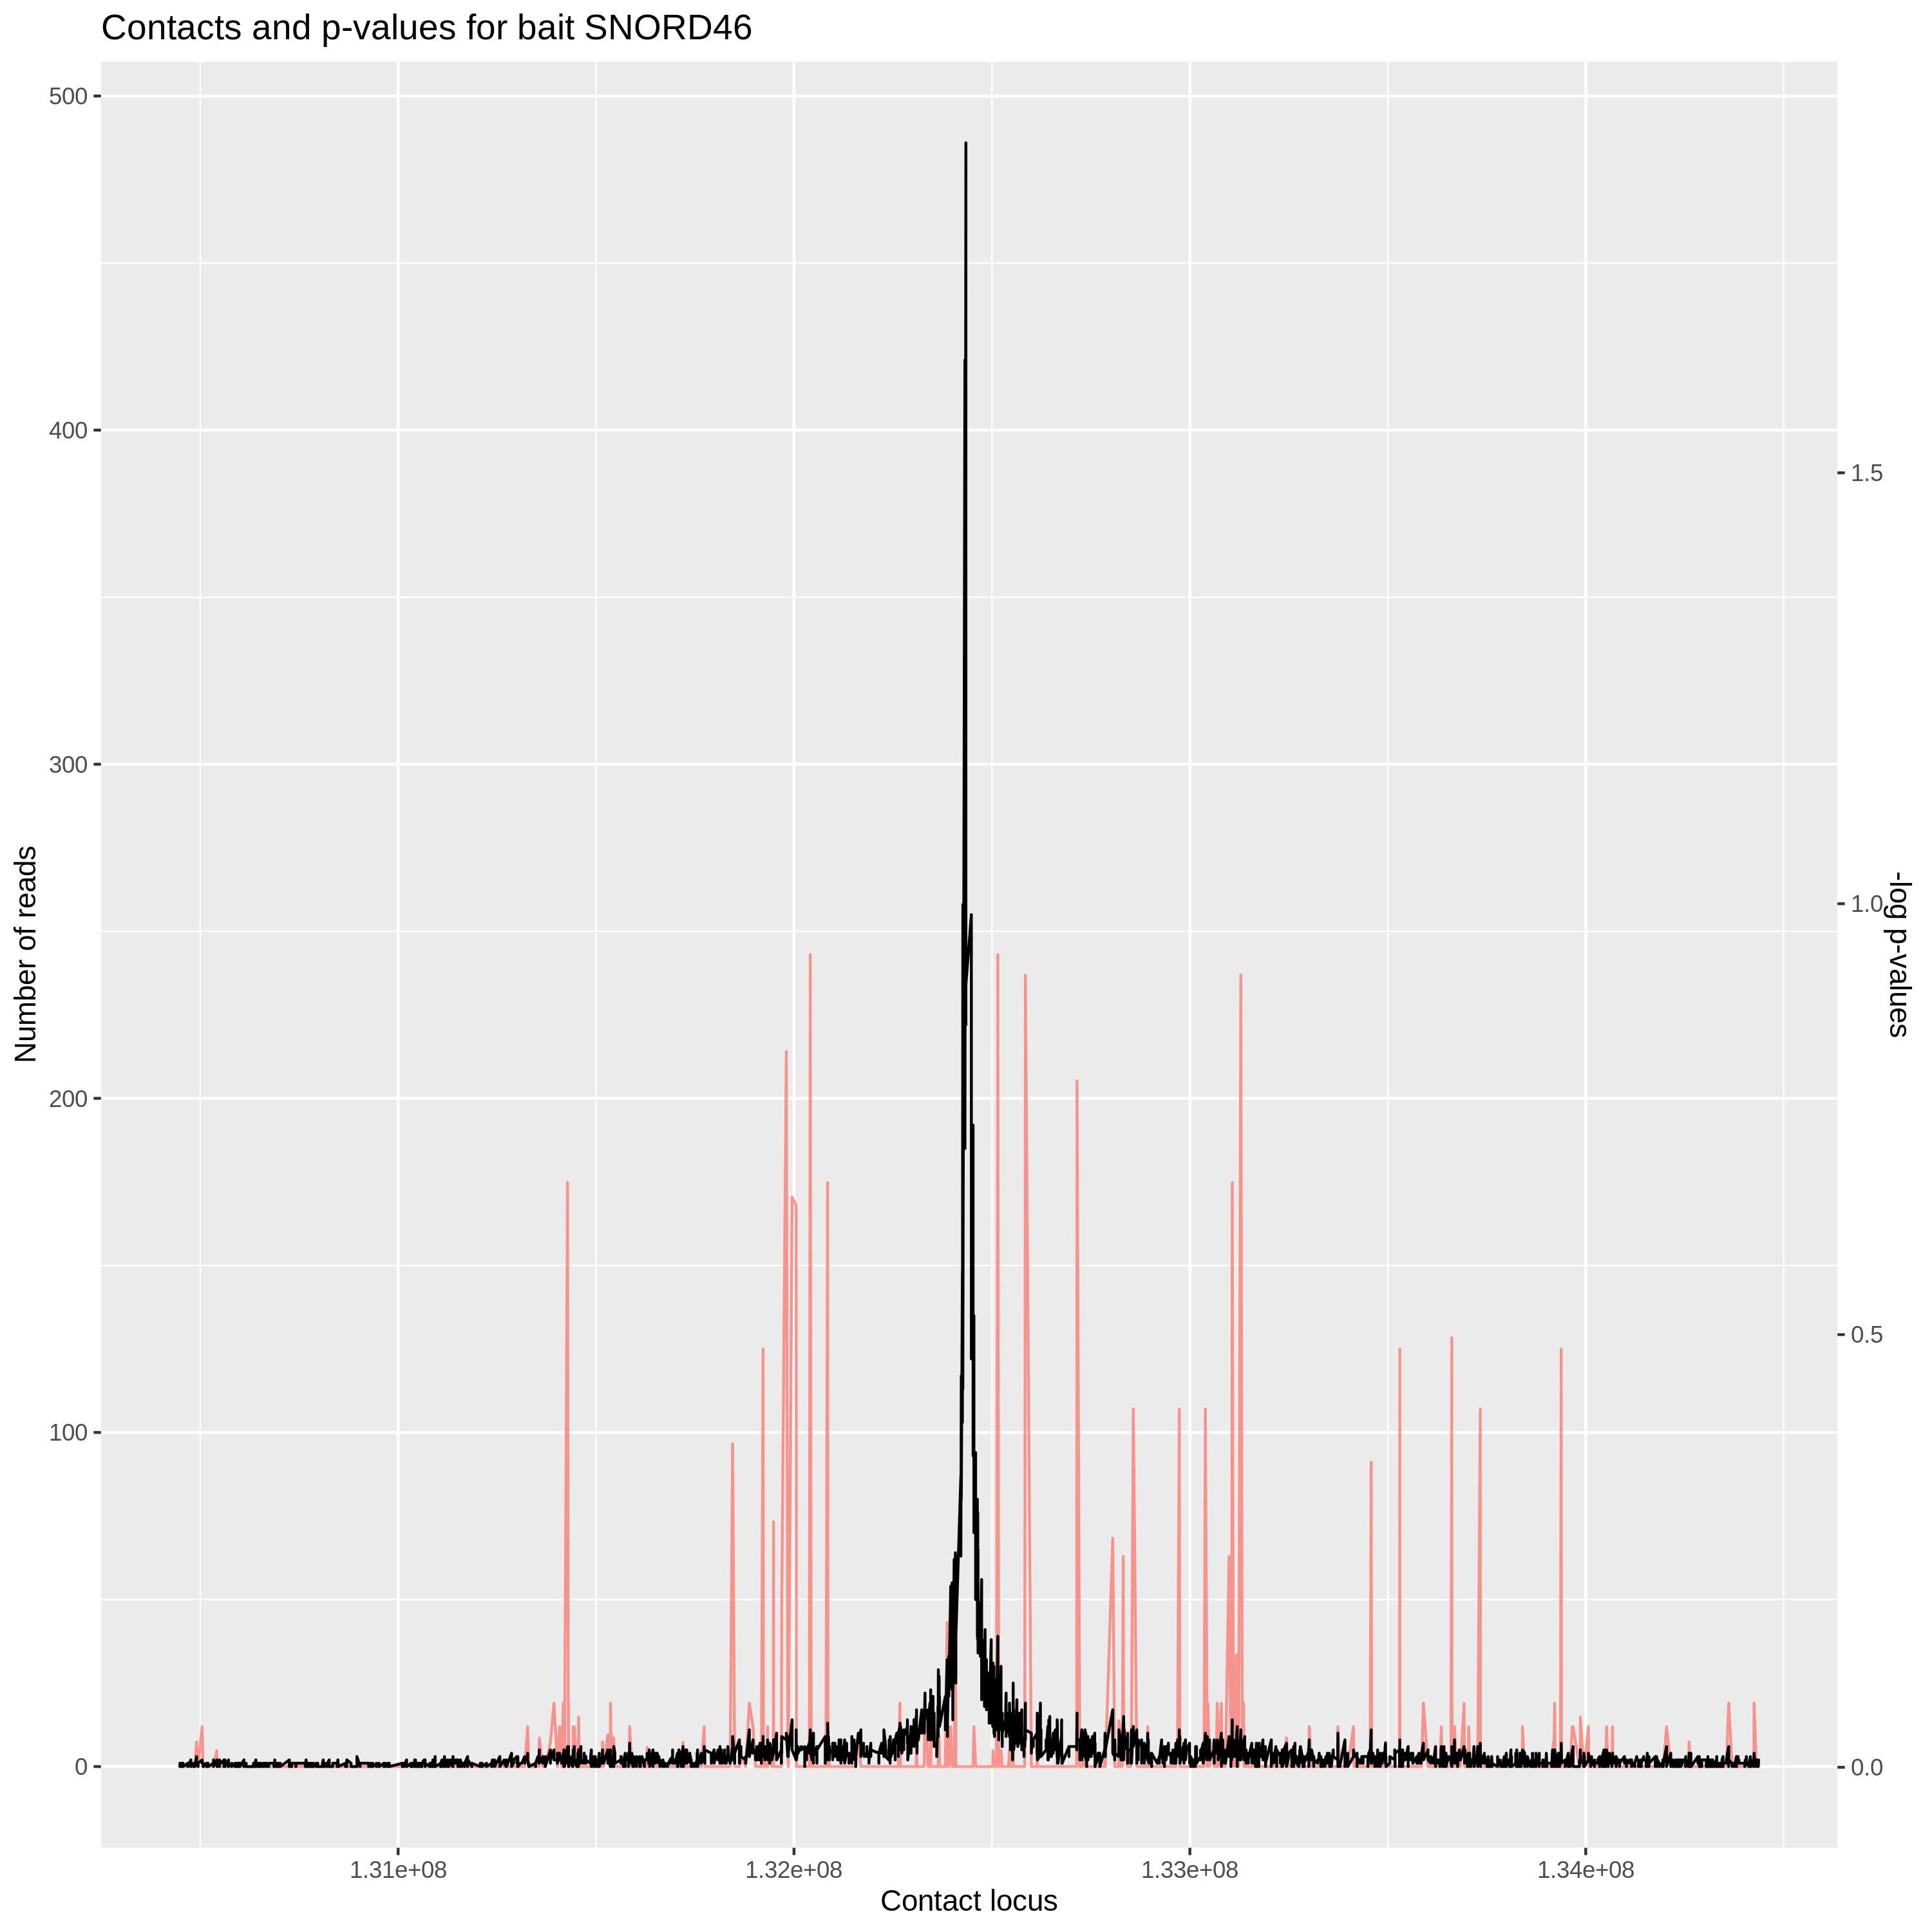 Contacts and p-values for bait SNORD46
500
400
300
200
100
0
Number of reads
1.5
1.0
0.5
0.0
-log p-values
1.31e+08
1.32e+08
1.33e+08
1.34e+08
Contact locus